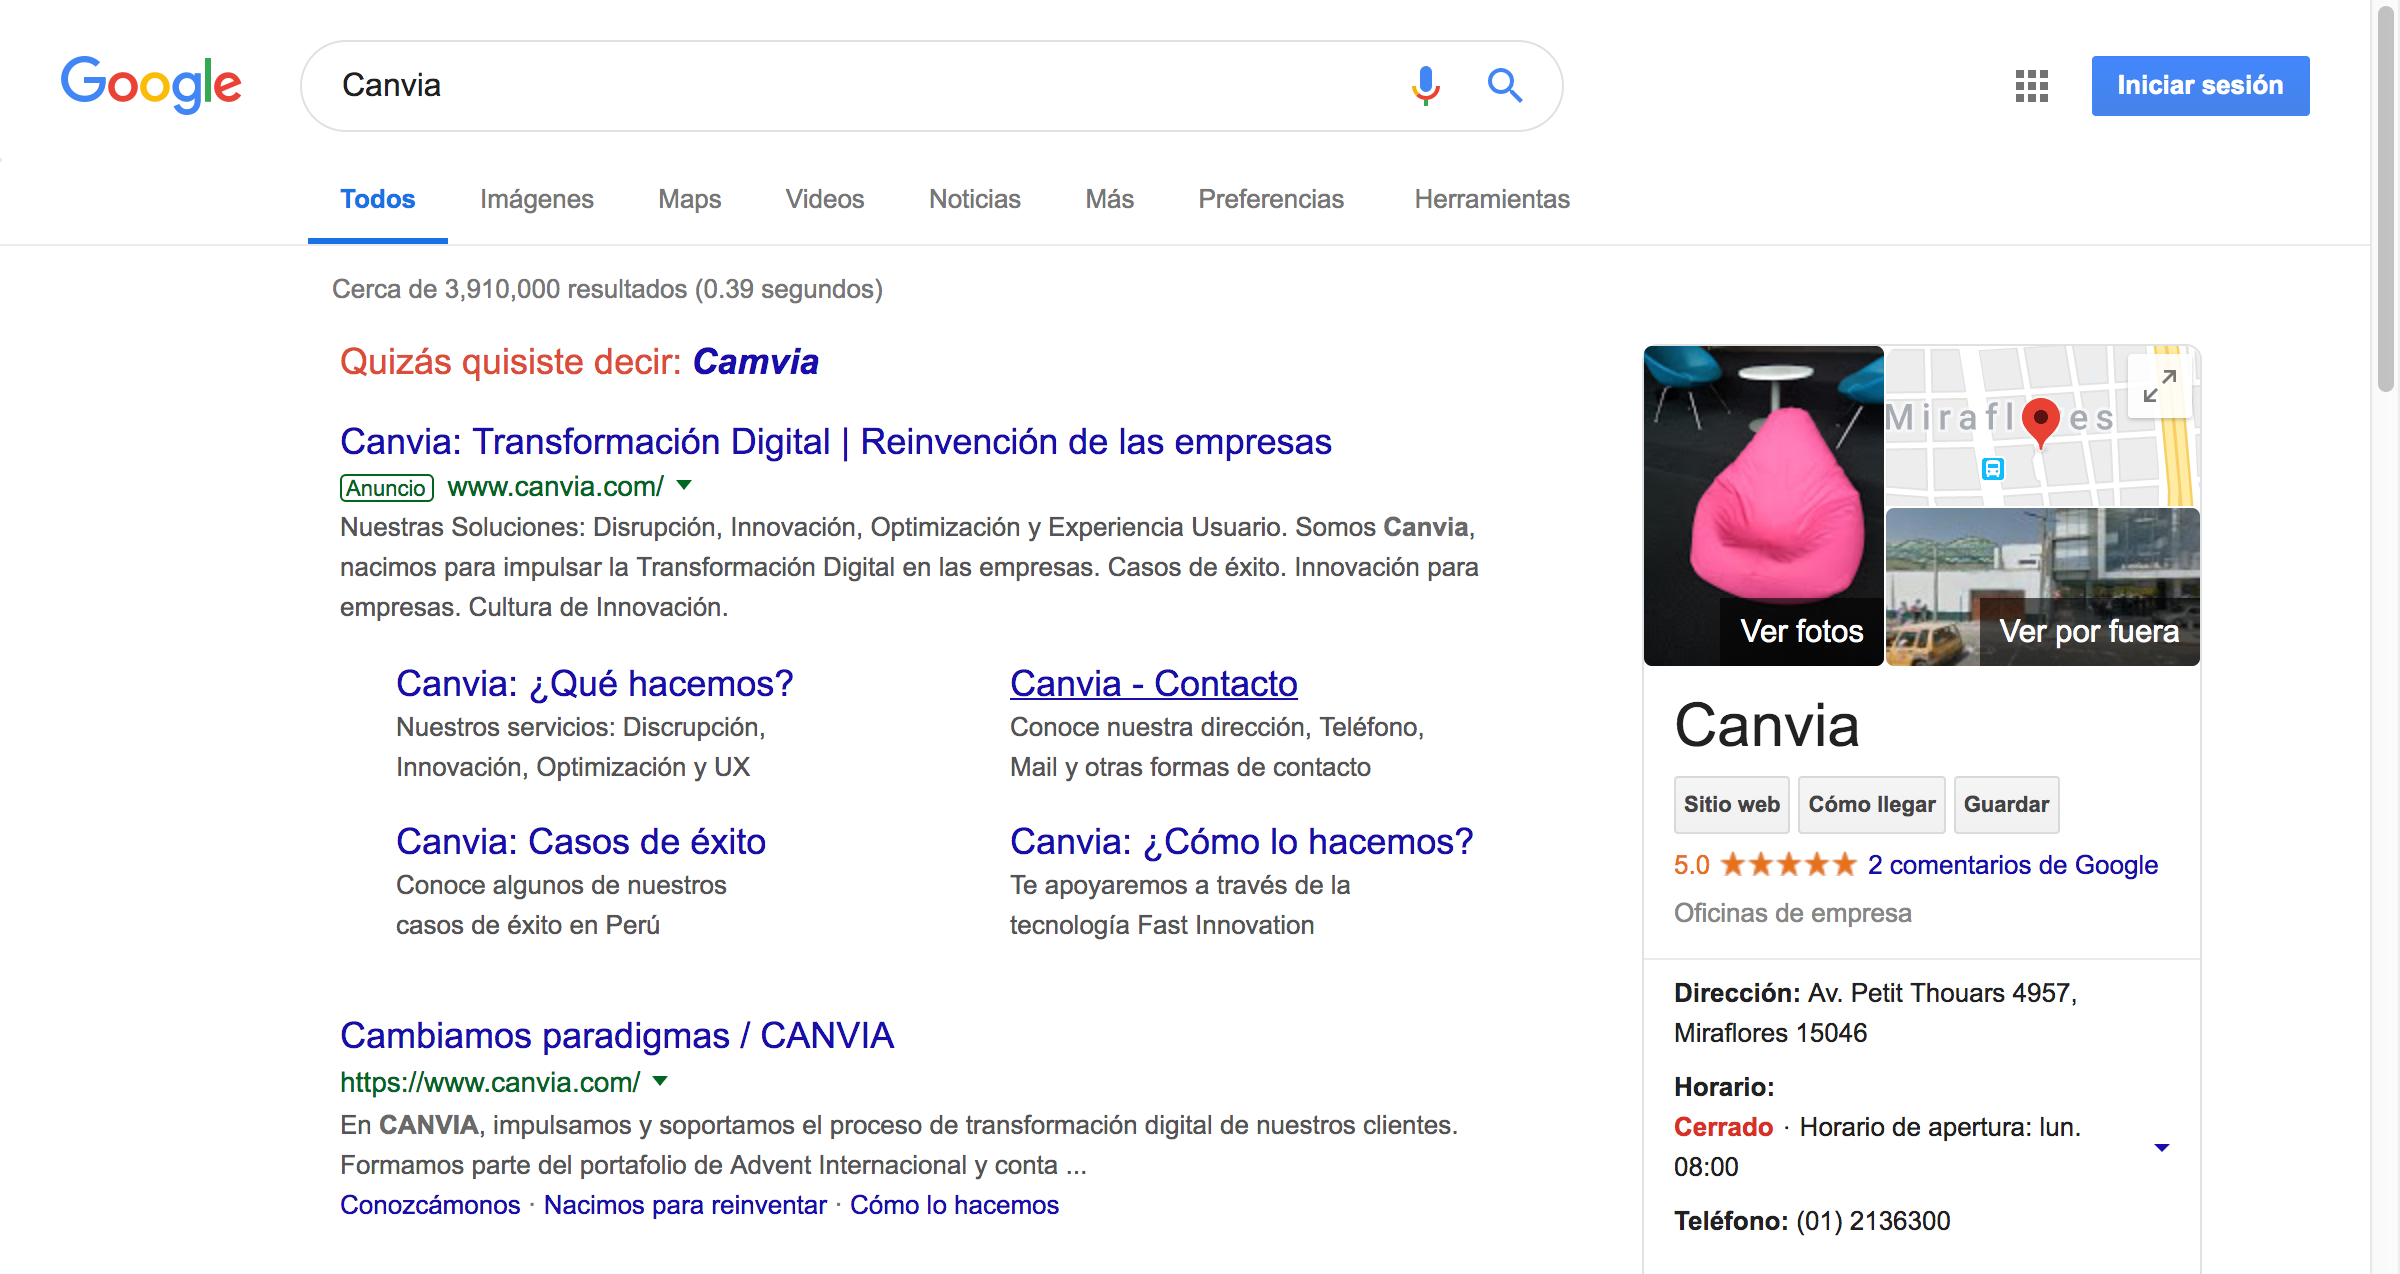 Google
Canvia
Iniciar sesión
Todos
Imágenes
Maps
Videos
Noticias
Más
Preferencias
Herramientas
Cerca de 3,910,000 resultados (0.39 segundos)
Quizás quisiste decir: Camvia
Canvia: Transformación Digital | Reinvención de las empresas
Anuncio www.canvia.com/
Nuestras Soluciones: Disrupción, Innovación, Optimización y Experiencia Usuario. Somos Canvia,
nacimos para impulsar la Transformación Digital en las empresas. Casos de éxito. Innovación para
empresas. Cultura de Innovación.
Canvia: ¿Qué hacemos?
Nuestros servicios: Discrupción,
Innovación, Optimización y UX
Canvia - Contacto
Conoce nuestra dirección, Teléfono,
Mail y otras formas de contacto
Canvia: Casos de éxito
Conoce algunos de nuestros
casos de éxito en Perú
Canvia: ¿Cómo lo hacemos?
Te apoyaremos a través de la
tecnología Fast Innovation
Cambiamos paradigmas / CANVIA
https://www.canvia.com/
En CANVIA, impulsamos y soportamos el proceso de transformación digital de nuestros clientes.
Formamos parte del portafolio de Advent Internacional y conta ...
Conozcámonos · Nacimos para reinventar · Cómo lo hacemos
Miraflores
Ver fotos
Ver por fuera
Canvia
Sitio web
Cómo llegar
Guardar
5.0 2 comentarios de Google
Oficinas de empresa
Dirección: Av. Petit Thouars 4957,
Miraflores 15046
Horario:
Cerrado · Horario de apertura: lun.
08:00
Teléfono: (01) 2136300